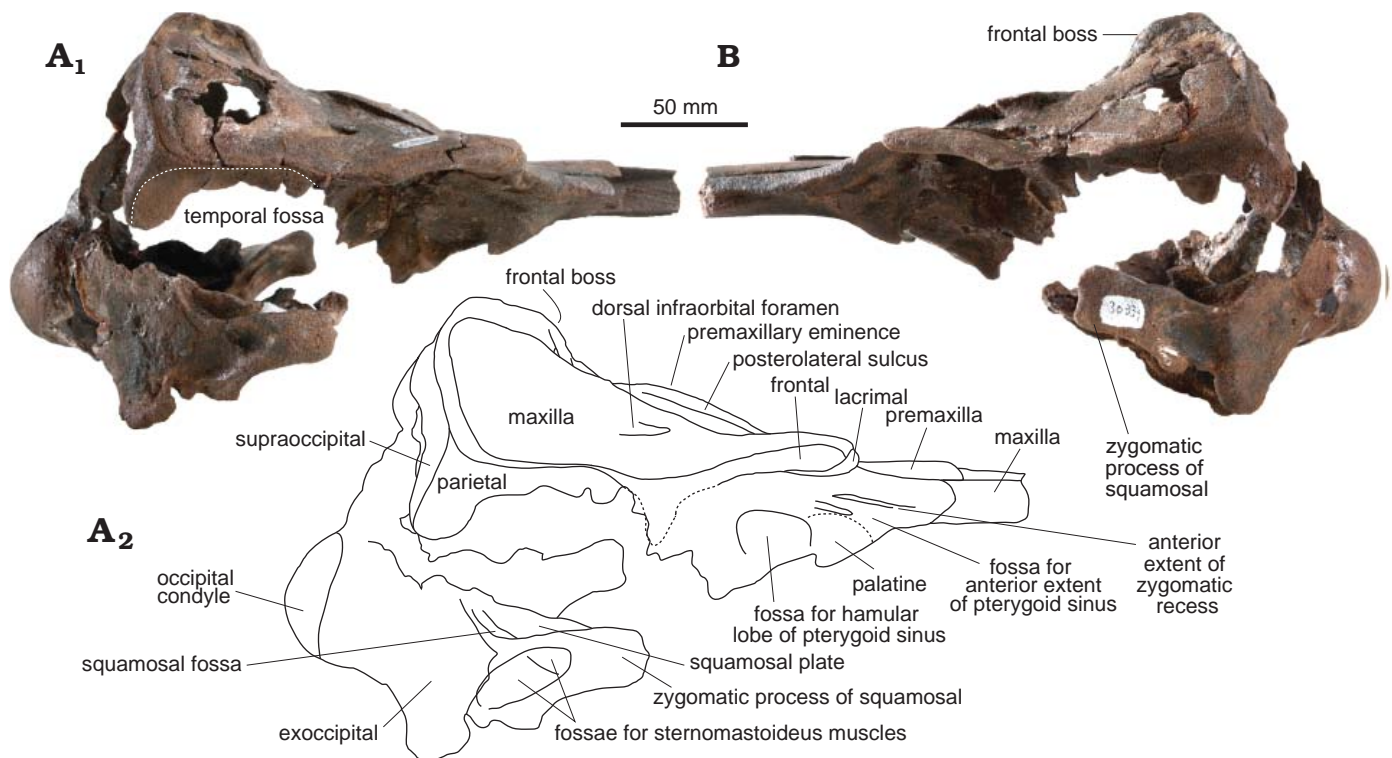 A1
B
frontal boss
50 mm
temporal fossa
frontal boss
dorsal infraorbital foramen
premaxillary eminence
posterolateral sulcus
frontal
lacrimal
premaxilla
maxilla
maxilla
supraoccipital
parietal
zygomatic
process of
squamosal
A2
anterior
extent of
zygomatic
recess
fossa for
anterior extent
of pterygoid sinus
palatine
fossa for hamular
lobe of pterygoid sinus
occipital
condyle
squamosal fossa
squamosal plate
zygomatic process of squamosal
exoccipital
fossae for sternomastoideus muscles